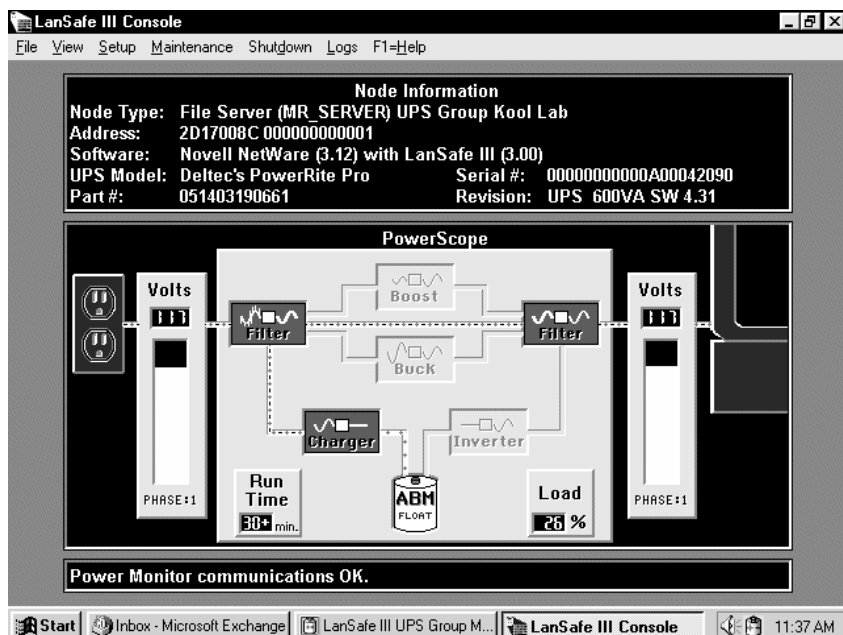 LanSafe III Console
File View Setup Maintenance Shutdown Logs F1=Help
Node Information
Node Type: File Server (MR_SERVER) UPS Group Kool Lab
Address: 2D17008C 000000000001
Software: Novell NetWare (3.12) with LanSafe III (3.00)
UPS Model: Deltec's PowerRite Pro Serial #: 00000000000A00042090
Part #: 051403190661 Revision: UPS 600VA SW 4.31
PowerScope
Volts
Filter
Boost
Buck
Filter
Volts
Charger
Inverter
PHASE:1
Run
Time
30+ min.
ABM
FLOAT
Load
26 %
PHASE:1
Power Monitor communications OK.
Start Inbox - Microsoft Exchange LanSafe III UPS Group M... LanSafe III Console 11:37 AM